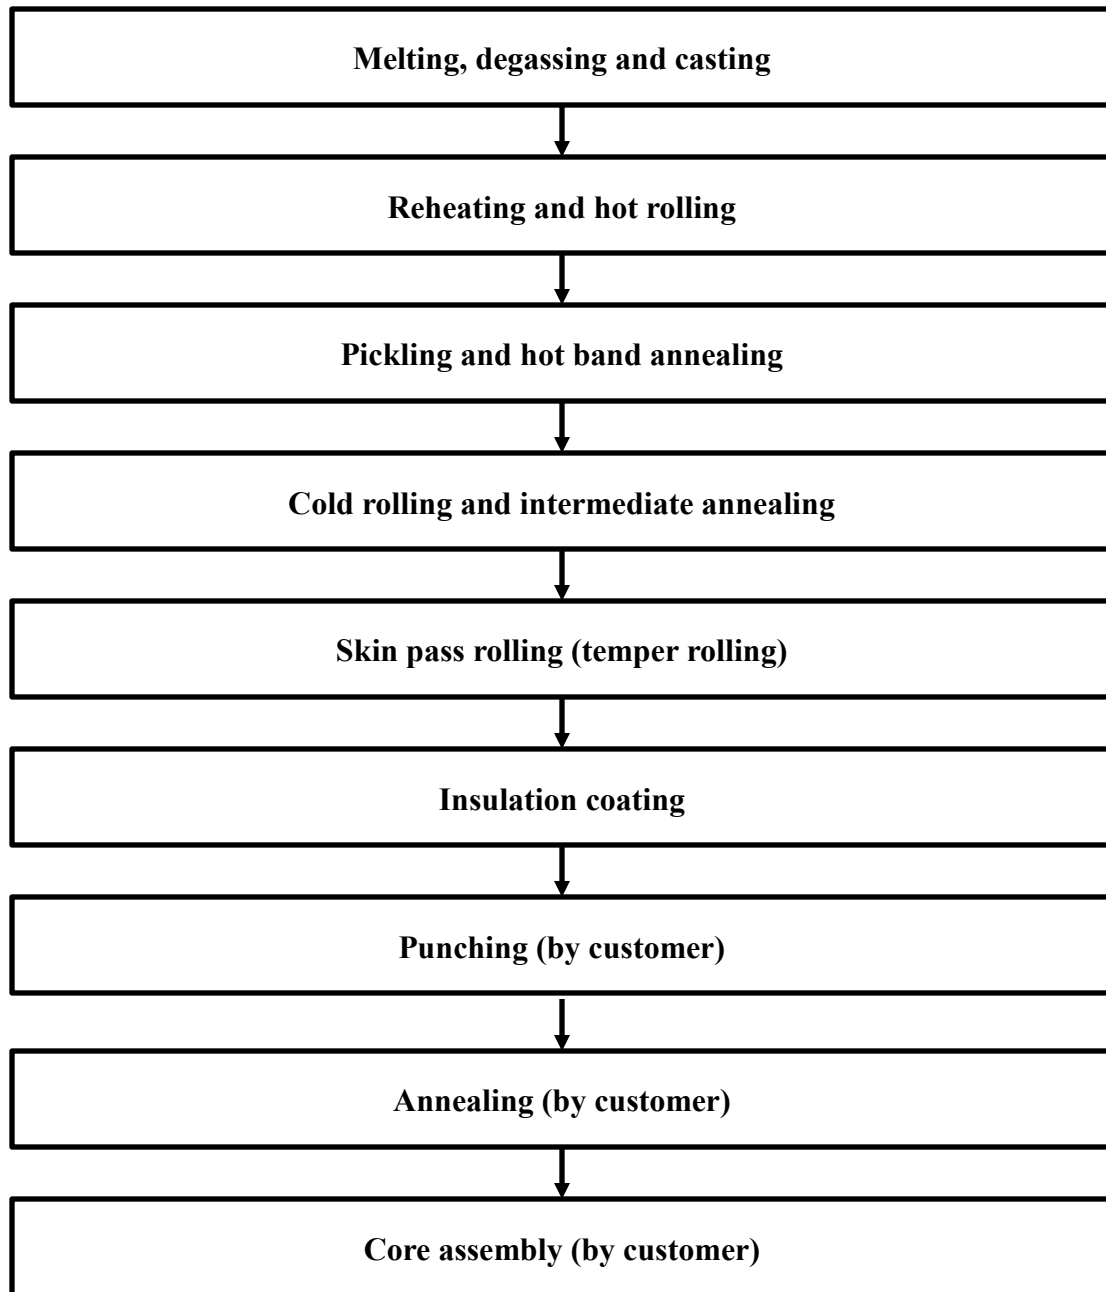 Melting, degassing and casting
Reheating and hot rolling
Pickling and hot band annealing
Cold rolling and intermediate annealing
Skin pass rolling (temper rolling)
Insulation coating
Punching (by customer)
Annealing (by customer)
Core assembly (by customer)